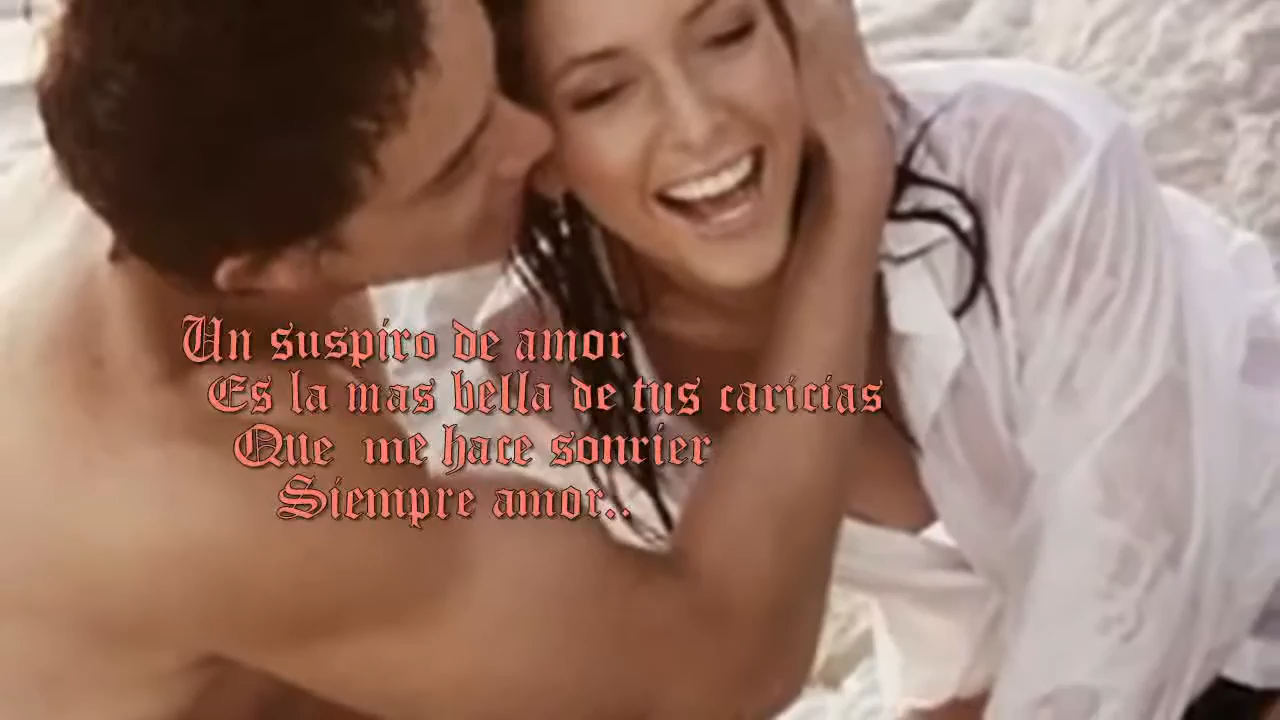 Un suspiro de amor
Es la mas bella de tus caricias
Que me hace sonrier
Siempre amor..